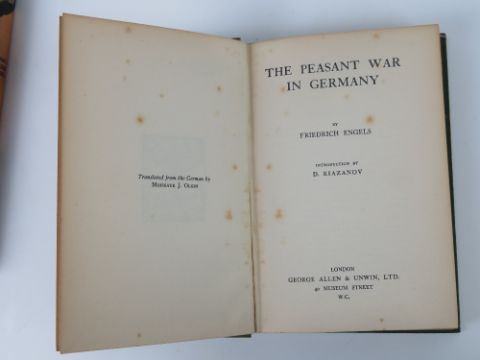 Translated from the German by
Moissaye J. Olgin
THE PEASANT WAR
IN GERMANY
BY
FRIEDRICH ENGELS
INTRODUCTION BY
D. RIAZANOV
LONDON
GEORGE ALLEN & UNWIN, LTD.
40 MUSEUM STREET
W.C.